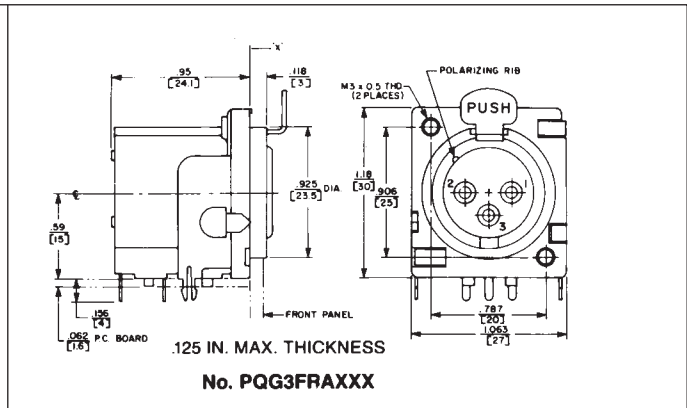 "X"
.95
[24.1]
.118
[3]
.925 DIA.
[23.5]
℄
.59
[15]
.156
[4]
.062 P.C. BOARD
[1.6]
FRONT PANEL
.125 IN. MAX. THICKNESS
No. PQG3FRAXXX
POLARIZING RIB
M3 x 0.5 THD.
(2 PLACES)
PUSH
1.18
[30]
.906
[25]
2
1
3
.787
[20]
1.063
[27]